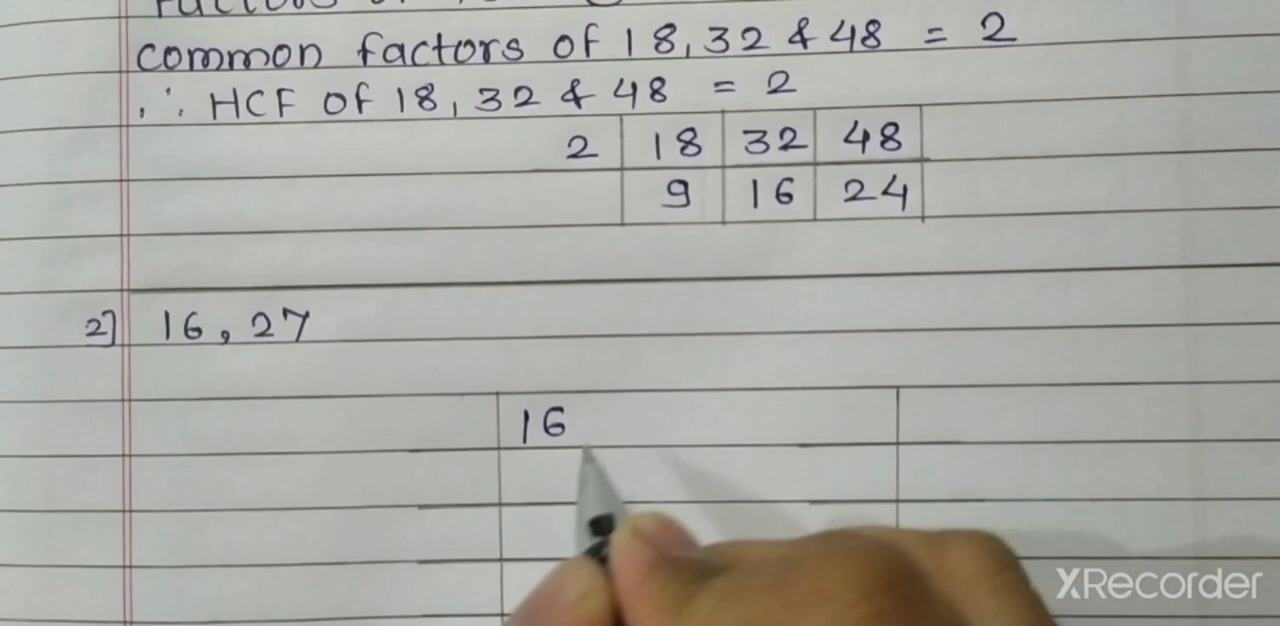 common factors of 18, 32 & 48 = 2
∴ HCF of 18, 32 & 48 = 2
2 18 32 48
9 16 24
2] 16, 27
16
XRecorder